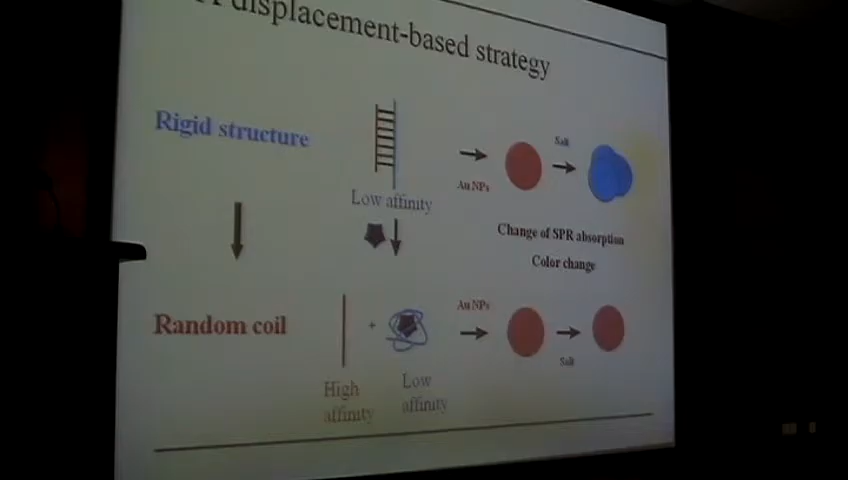 A displacement-based strategy
Rigid structure
Low affinity
Au NPs
Salt
Change of SPR absorption
Color change
Random coil
+
Au NPs
Salt
High
affinity
Low
affinity